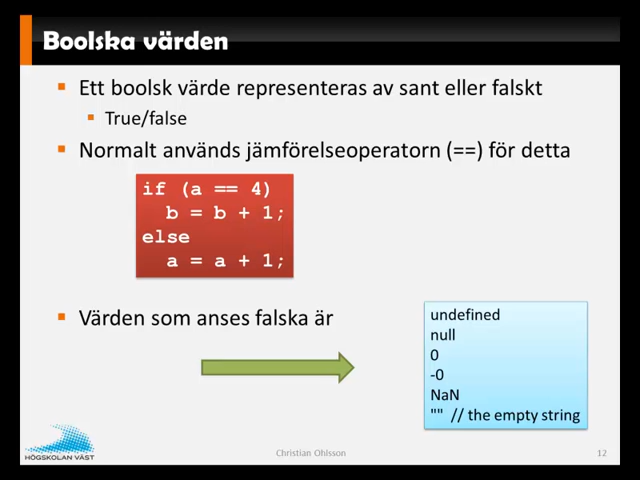 Boolska värden
Ett boolsk värde representeras av sant eller falskt
True/false
Normalt används jämförelseoperatorn (==) för detta
if (a == 4)
b = b + 1;
else
a = a + 1;
Värden som anses falska är
undefined
null
0
-0
NaN
"" // the empty string
HÖGSKOLAN VÄST
Christian Ohlsson
12